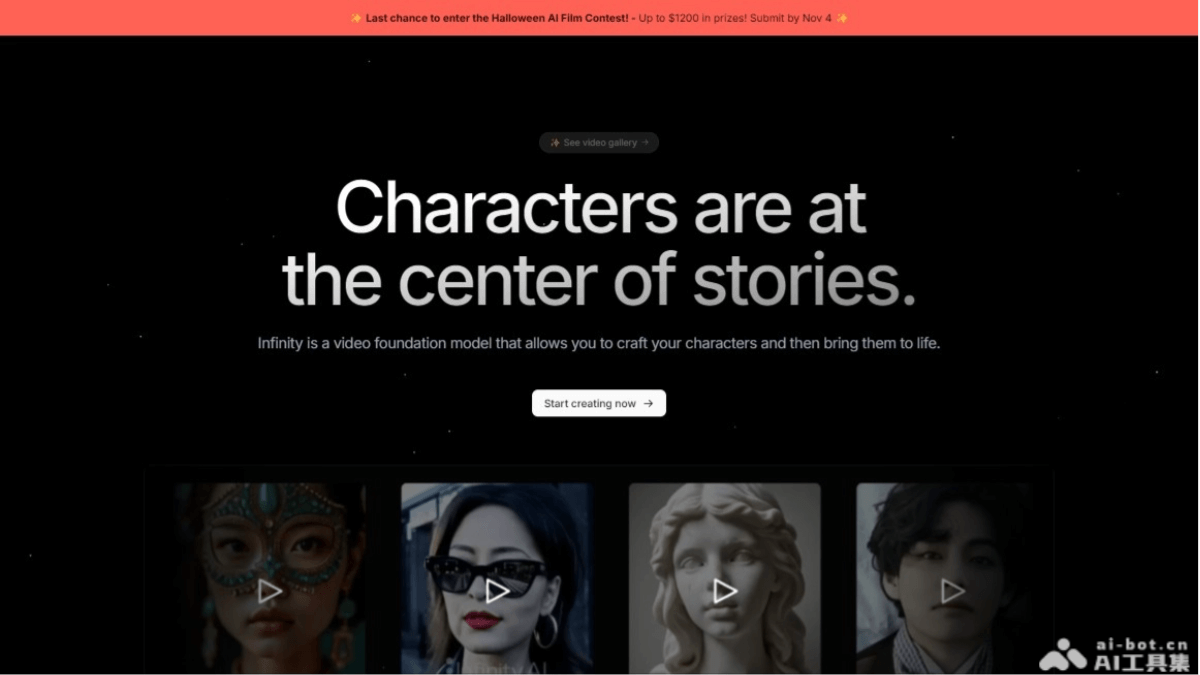 ✨ Last chance to enter the Halloween AI Film Contest! - Up to $1200 in prizes! Submit by Nov 4 ✨
✨ See video gallery →
Characters are at
the center of stories.
Infinity is a video foundation model that allows you to craft your characters and then bring them to life.
Start creating now →
Infinity AI
ai-bot.cn
AI工具集